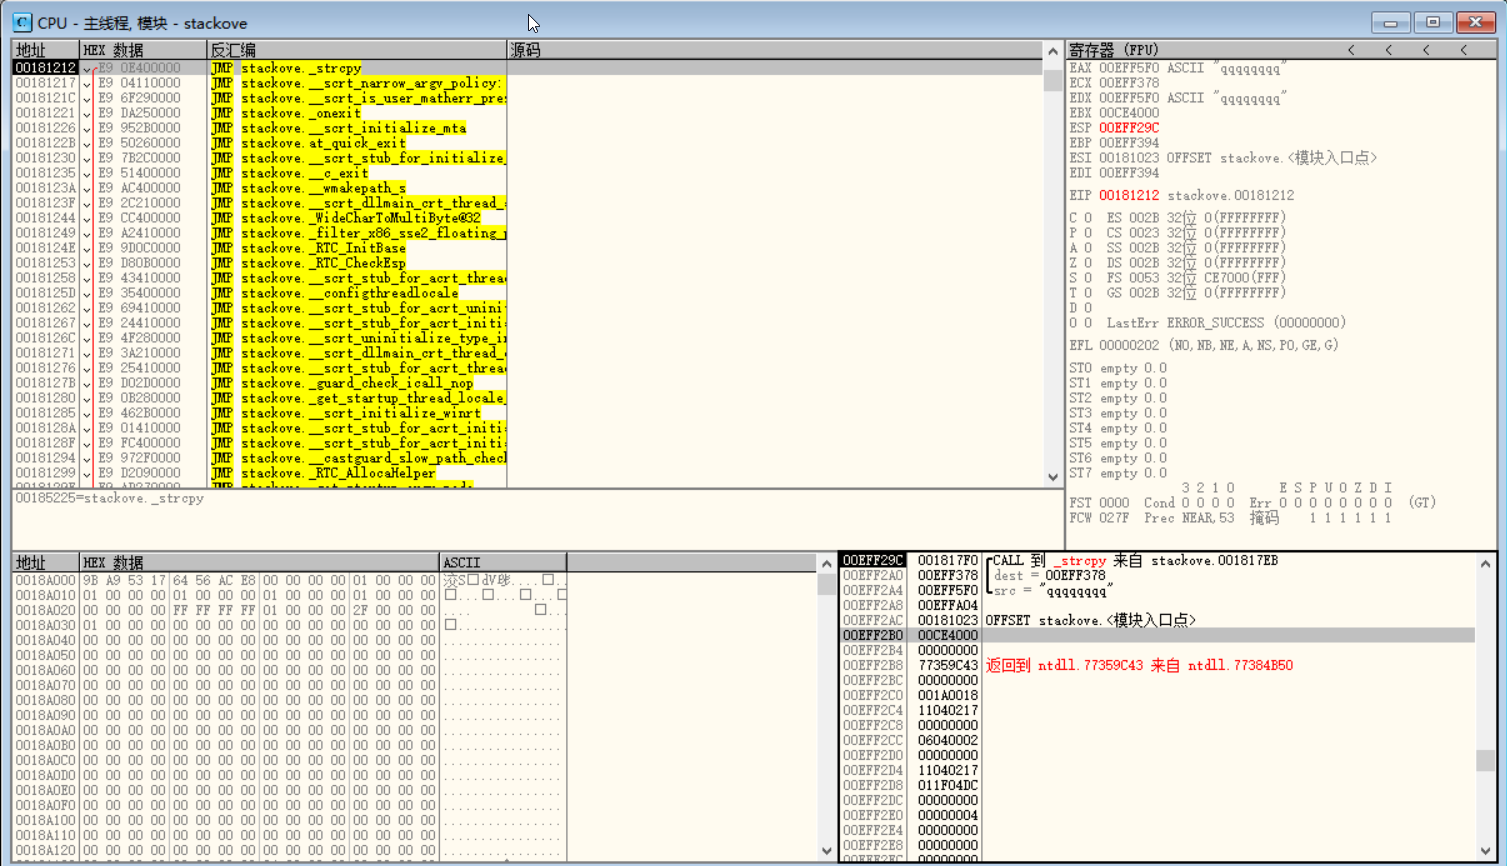 CPU - 主线程, 模块 - stackove
地址 HEX 数据 反汇编 源码
00181212 E9 0E400000 JMP stackove._strcpy
00181217 E9 04110000 JMP stackove.__scrt_narrow_argv_policy:
0018121C E9 6F290000 JMP stackove.__scrt_is_user_matherr_pres
00181221 E9 DA250000 JMP stackove._onexit
00181226 E9 952B0000 JMP stackove.__scrt_initialize_mta
0018122B E9 50260000 JMP stackove.at_quick_exit
00181230 E9 7B2C0000 JMP stackove.__scrt_stub_for_initialize_
00181235 E9 51400000 JMP stackove.__c_exit
0018123A E9 AC400000 JMP stackove.__wmakepath_s
0018123F E9 2C210000 JMP stackove.__scrt_dllmain_crt_thread_
00181244 E9 CC400000 JMP stackove._WideCharToMultiByte@32
00181249 E9 A2410000 JMP stackove._filter_x86_sse2_floating_
0018124E E9 9D0C0000 JMP stackove._RTC_InitBase
00181253 E9 D80B0000 JMP stackove._RTC_CheckEsp
00181258 E9 43410000 JMP stackove.__scrt_stub_for_acrt_threa
0018125D E9 35400000 JMP stackove.__configthreadlocale
00181262 E9 69410000 JMP stackove.__scrt_stub_for_acrt_unini
00181267 E9 24410000 JMP stackove.__scrt_stub_for_acrt_initi
0018126C E9 4F280000 JMP stackove.__scrt_uninitialize_type_i
00181271 E9 3A210000 JMP stackove.__scrt_dllmain_crt_thread_
00181276 E9 25410000 JMP stackove.__scrt_stub_for_acrt_threa
0018127B E9 D02D0000 JMP stackove._guard_check_icall_nop
00181280 E9 0B280000 JMP stackove._get_startup_thread_locale_
00181285 E9 462B0000 JMP stackove.__scrt_initialize_winrt
0018128A E9 01410000 JMP stackove.__scrt_stub_for_acrt_initi
0018128F E9 FC400000 JMP stackove.__scrt_stub_for_acrt_initi
00181294 E9 972F0000 JMP stackove.__castguard_slow_path_chec
00181299 E9 D2090000 JMP stackove._RTC_AllocaHelper
00185225=stackove._strcpy
寄存器 (FPU) < < < <
EAX 00EFF5F0 ASCII "qqqqqqqq"
ECX 00EFF378
EDX 00EFF5F0 ASCII "qqqqqqqq"
EBX 00CE4000
ESP 00EFF29C
EBP 00EFF394
ESI 00181023 OFFSET stackove.<模块入口点>
EDI 00EFF394
EIP 00181212 stackove.00181212
C 0 ES 002B 32位 0(FFFFFFFF)
P 0 CS 0023 32位 0(FFFFFFFF)
A 0 SS 002B 32位 0(FFFFFFFF)
Z 0 DS 002B 32位 0(FFFFFFFF)
S 0 FS 0053 32位 CE7000(FFF)
T 0 GS 002B 32位 0(FFFFFFFF)
D 0
O 0 LastErr ERROR_SUCCESS (00000000)
EFL 00000202 (NO,NB,NE,A,NS,PO,GE,G)
ST0 empty 0.0
ST1 empty 0.0
ST2 empty 0.0
ST3 empty 0.0
ST4 empty 0.0
ST5 empty 0.0
ST6 empty 0.0
ST7 empty 0.0
3 2 1 0 E S P U O Z D I
FST 0000 Cond 0 0 0 0 Err 0 0 0 0 0 0 0 0 (GT)
FCW 027F Prec NEAR,53 掩码 1 1 1 1 1 1
地址 HEX 数据 ASCII
0018A000 9B A9 53 17 64 56 AC E8 00 00 00 00 01 00 00 00
0018A010 01 00 00 00 01 00 00 00 01 00 00 00 01 00 00 00
0018A020 00 00 00 00 FF FF FF FF 01 00 00 00 2F 00 00 00
0018A030 01 00 00 00 00 00 00 00 00 00 00 00 00 00 00 00
0018A040 00 00 00 00 00 00 00 00 00 00 00 00 00 00 00 00
0018A050 00 00 00 00 00 00 00 00 00 00 00 00 00 00 00 00
0018A060 00 00 00 00 00 00 00 00 00 00 00 00 00 00 00 00
0018A070 00 00 00 00 00 00 00 00 00 00 00 00 00 00 00 00
0018A080 00 00 00 00 00 00 00 00 00 00 00 00 00 00 00 00
0018A090 00 00 00 00 00 00 00 00 00 00 00 00 00 00 00 00
0018A0A0 00 00 00 00 00 00 00 00 00 00 00 00 00 00 00 00
0018A0B0 00 00 00 00 00 00 00 00 00 00 00 00 00 00 00 00
0018A0C0 00 00 00 00 00 00 00 00 00 00 00 00 00 00 00 00
0018A0D0 00 00 00 00 00 00 00 00 00 00 00 00 00 00 00 00
0018A0E0 00 00 00 00 00 00 00 00 00 00 00 00 00 00 00 00
0018A0F0 00 00 00 00 00 00 00 00 00 00 00 00 00 00 00 00
0018A100 00 00 00 00 00 00 00 00 00 00 00 00 00 00 00 00
0018A110 00 00 00 00 00 00 00 00 00 00 00 00 00 00 00 00
0018A120 00 00 00 00 00 00 00 00 00 00 00 00 00 00 00 00
00EFF29C 001817F0 CALL 到 _strcpy 来自 stackove.001817EB
00EFF2A0 00EFF378 dest = 00EFF378
00EFF2A4 00EFF5F0 src = "qqqqqqqq"
00EFF2A8 00EFFA04
00EFF2AC 00181023 OFFSET stackove.<模块入口点>
00EFF2B0 00CE4000
00EFF2B4 00000000
00EFF2B8 77359C43 返回到 ntdll.77359C43 来自 ntdll.77384B50
00EFF2BC 00000000
00EFF2C0 001A0018
00EFF2C4 11040217
00EFF2C8 00000000
00EFF2CC 06040002
00EFF2D0 00000000
00EFF2D4 11040217
00EFF2D8 011F04DC
00EFF2DC 00000000
00EFF2E0 00000004
00EFF2E4 00000000
00EFF2E8 00000000